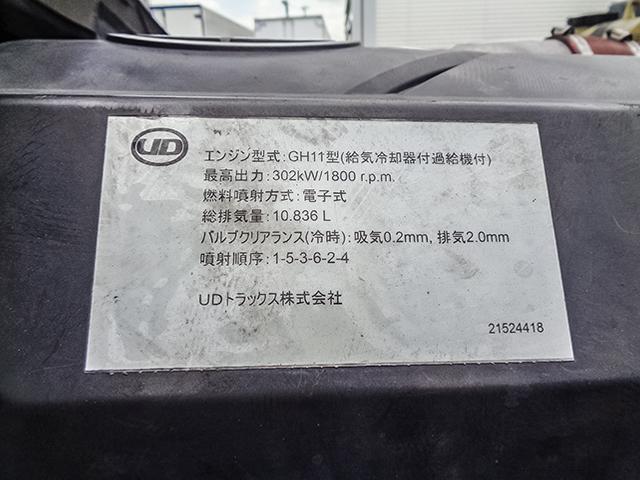 UD
エンジン型式:GH11型(給気冷却器付過給機付)
最高出力:302kW/1800 r.p.m.
燃料噴射方式:電子式
総排気量:10.836 L
バルブクリアランス(冷時):吸気0.2mm, 排気2.0mm
噴射順序:1-5-3-6-2-4
UDトラックス株式会社
21524418